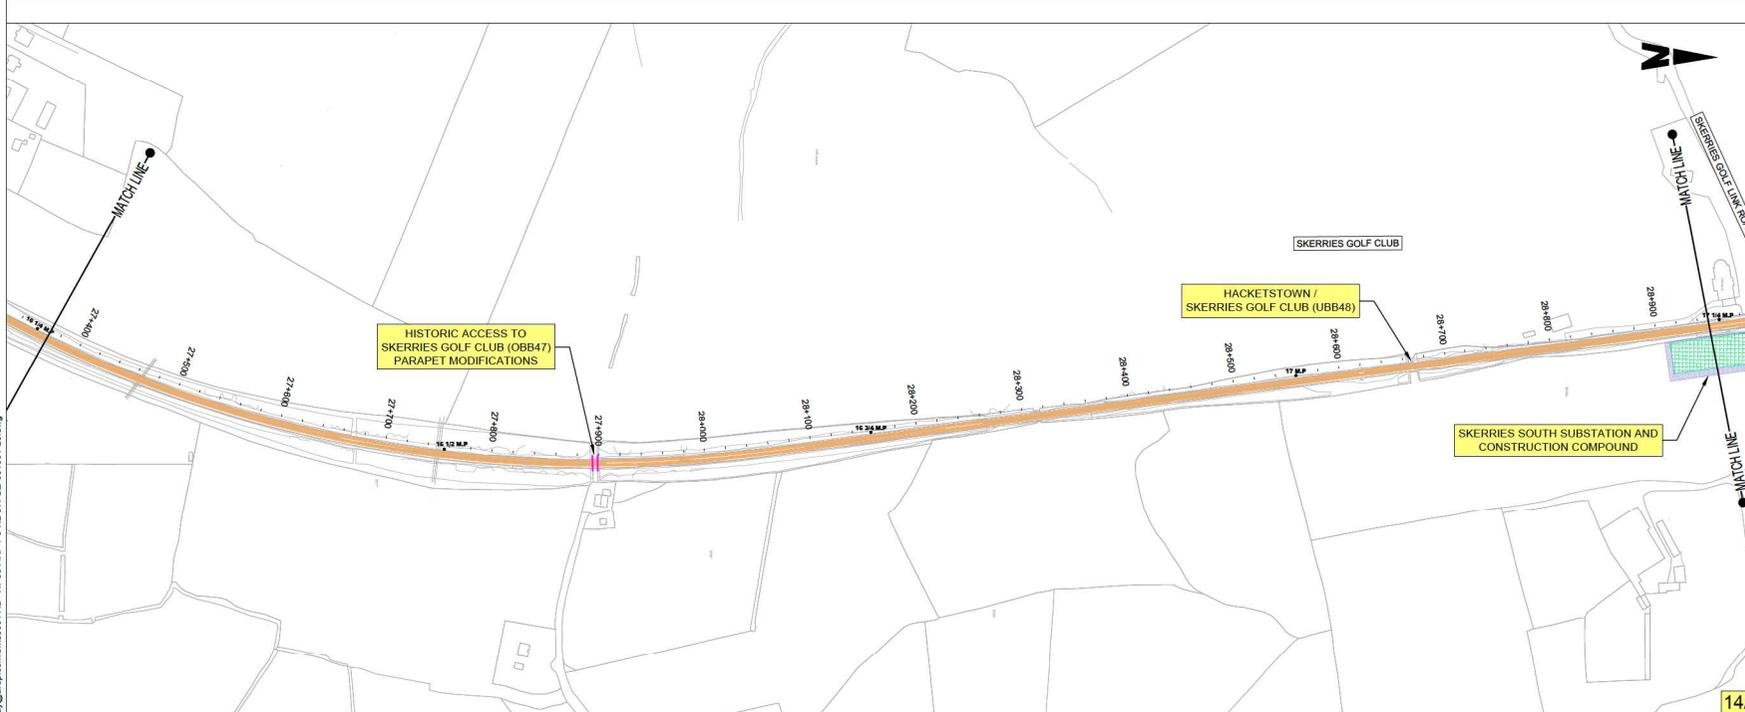 N
SKERRIES GOLF LINK
MATCH LINE
MATCH LINE
SKERRIES GOLF CLUB
HACKETSTOWN /
SKERRIES GOLF CLUB (UBB48)
HISTORIC ACCESS TO
SKERRIES GOLF CLUB (OBB47)
PARAPET MODIFICATIONS
SKERRIES SOUTH SUBSTATION AND
CONSTRUCTION COMPOUND
MATCH LINE
16 1/4 M.P
27+400
27+500
27+600
27+700
16 1/2 M.P
27+800
27+900
28+000
28+100
16 3/4 M.P
28+200
28+300
28+400
28+500
17 M.P
28+600
28+700
28+800
28+900
17 1/4 M.P
14